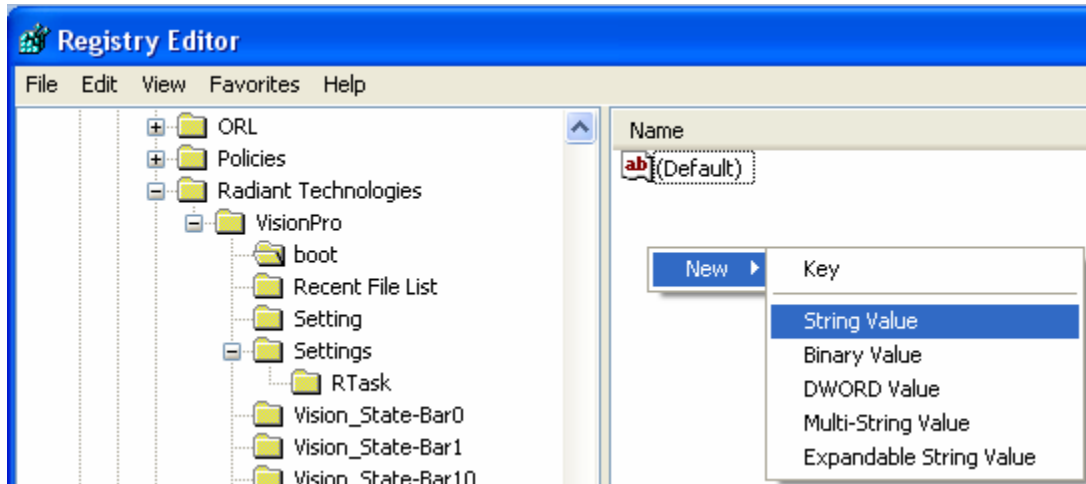 Registry Editor
File Edit View Favorites Help
ORL
Policies
Radiant Technologies
VisionPro
boot
Recent File List
Setting
Settings
RTask
Vision_State-Bar0
Vision_State-Bar1
Vision_State-Bar10
Name
ab (Default)
New
Key
String Value
Binary Value
DWORD Value
Multi-String Value
Expandable String Value